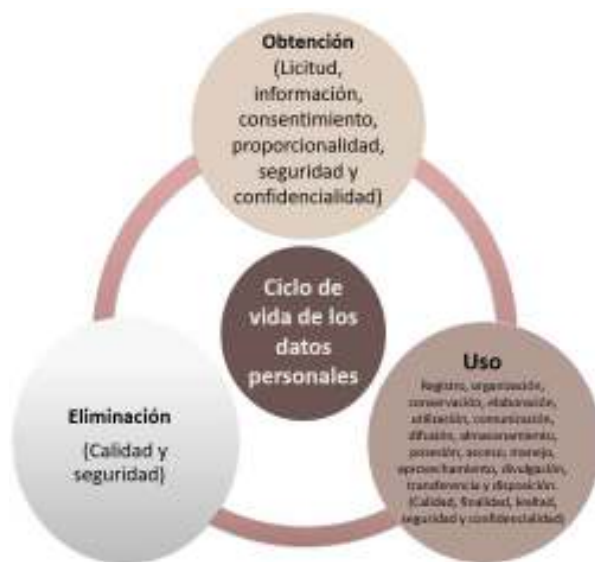 Obtención
(Licitud,
información,
consentimiento,
proporcionalidad,
seguridad y
confidencialidad)
Ciclo de
vida de los
datos
personales
Uso
Registro, organización,
conservación, elaboración,
utilización, comunicación,
difusión, almacenamiento,
posesión, acceso, manejo,
aprovechamiento, divulgación,
transferencia y disposición.
(Calidad, finalidad, lealtad,
seguridad y confidencialidad)
Eliminación
(Calidad y
seguridad)